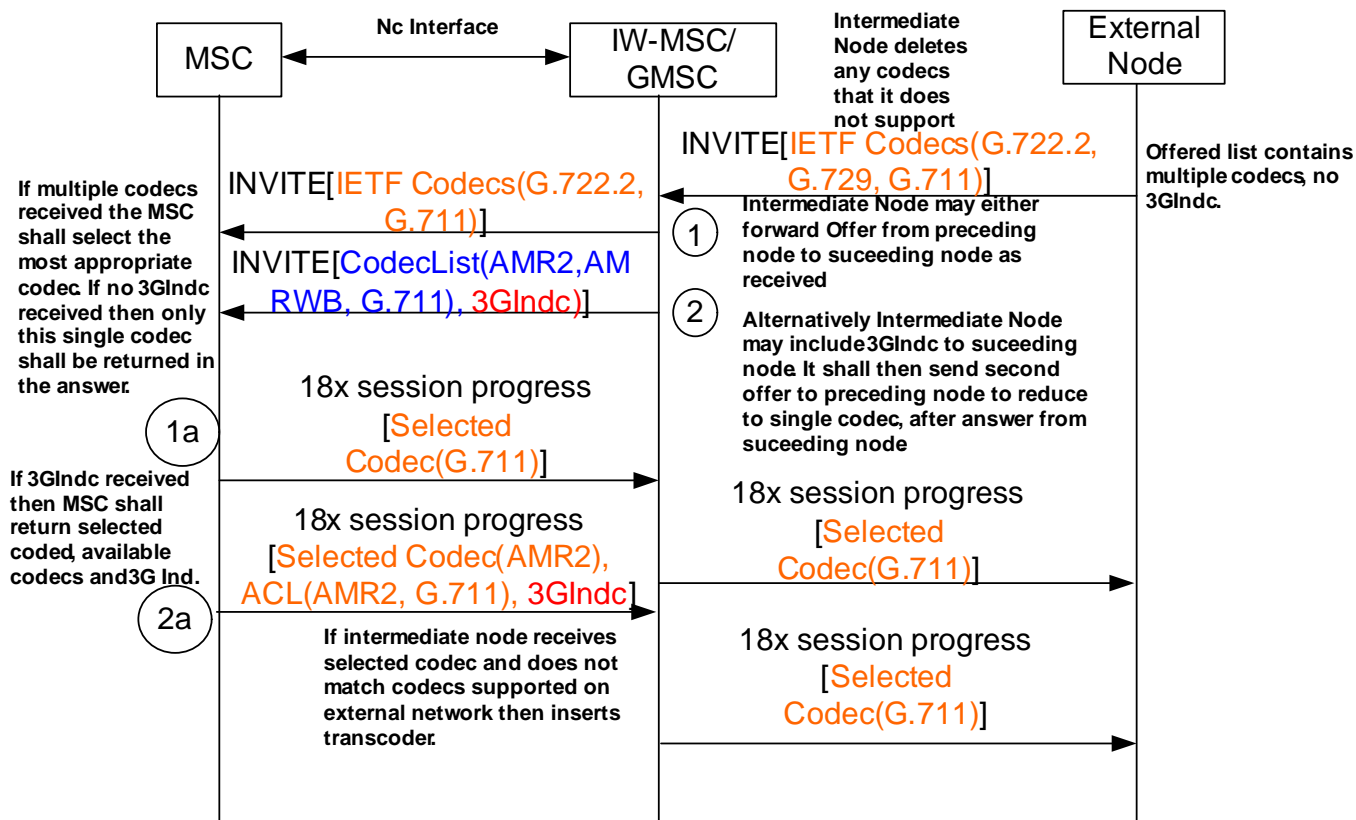 MSC
Nc Interface
IW-MSC/
GMSC
Intermediate
Node deletes
any codecs
that it does
not support
External
Node
INVITE[IETF Codecs(G.722.2,
G.729, G.711)]
Offered list contains
multiple codecs, no
3GIndc.
If multiple codecs
received the MSC
shall select the
most appropriate
codec. If no 3GIndc
received then only
this single codec
shall be returned in
the answer.
INVITE[IETF Codecs(G.722.2,
G.711)]
1
Intermediate Node may either
forward Offer from preceding
node to suceeding node as
received
INVITE[CodecList(AMR2,AM
RWB, G.711), 3GIndc)]
2
Alternatively Intermediate Node
may include 3GIndc to suceeding
node. It shall then send second
offer to preceding node to reduce
to single codec, after answer from
suceeding node
1a
18x session progress
[Selected
Codec(G.711)]
If 3GIndc received
then MSC shall
return selected
coded, available
codecs and 3G Ind.
2a
18x session progress
[Selected Codec(AMR2),
ACL(AMR2, G.711), 3GIndc]
18x session progress
[Selected
Codec(G.711)]
If intermediate node receives
selected codec and does not
match codecs supported on
external network then inserts
transcoder.
18x session progress
[Selected
Codec(G.711)]